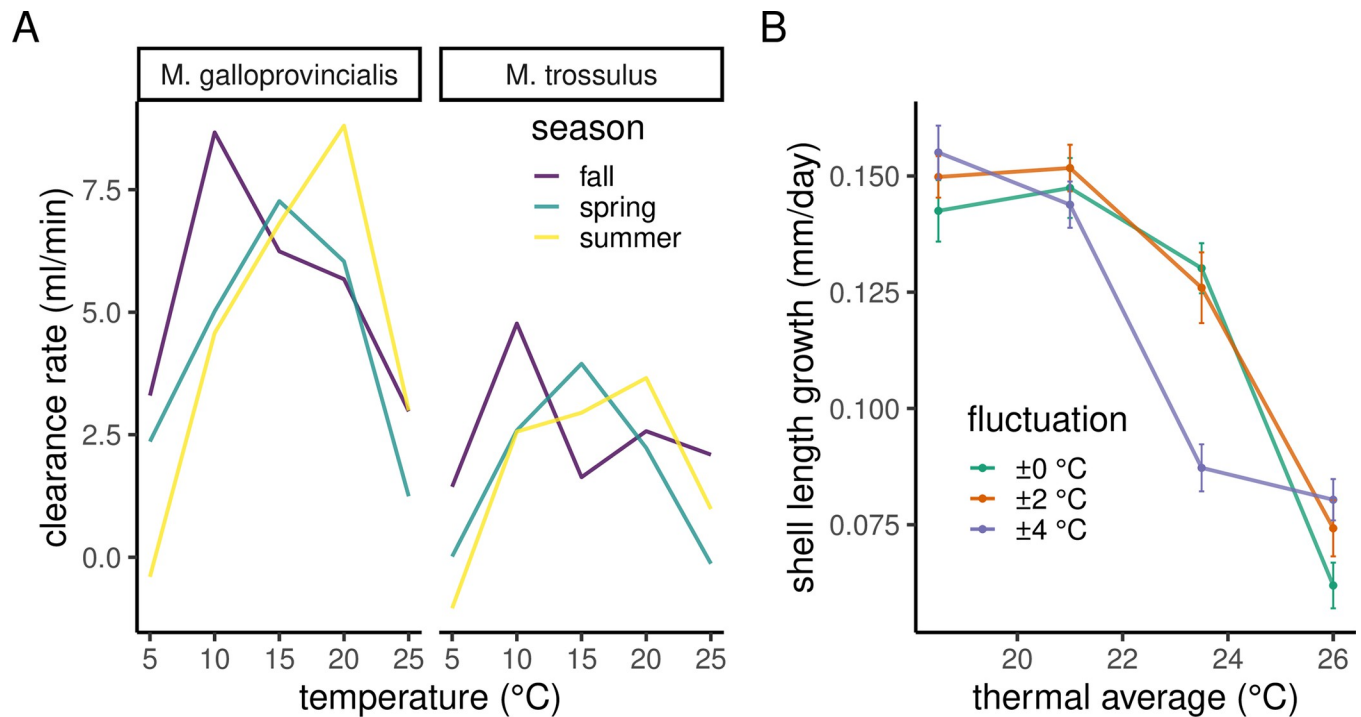 A
M. galloprovincialis
M. trossulus
season
fall
spring
summer
clearance rate (ml/min)
7.5
5.0
2.5
0.0
5 10 15 20 25
5 10 15 20 25
temperature (°C)
B
shell length growth (mm/day)
0.150
0.125
0.100
0.075
fluctuation
±0 °C
±2 °C
±4 °C
20 22 24 26
thermal average (°C)